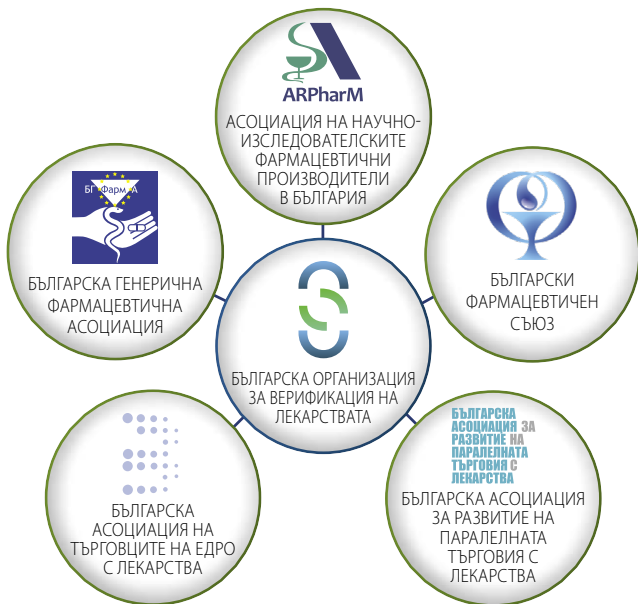 ARPharM
АСОЦИАЦИЯ НА НАУЧНО-
ИЗСЛЕДОВАТЕЛСКИТЕ
ФАРМАЦЕВТИЧНИ
ПРОИЗВОДИТЕЛИ
В БЪЛГАРИЯ
БГ Фарм А
БЪЛГАРСКА ГЕНЕРИЧНА
ФАРМАЦЕВТИЧНА
АСОЦИАЦИЯ
БЪЛГАРСКИ
ФАРМАЦЕВТИЧЕН
СЪЮЗ
БЪЛГАРСКА ОРГАНИЗАЦИЯ
ЗА ВЕРИФИКАЦИЯ НА
ЛЕКАРСТВАТА
БЪЛГАРСКА
АСОЦИАЦИЯ НА
ТЪРГОВЦИТЕ НА ЕДРО
С ЛЕКАРСТВА
БЪЛГАРСКА
АСОЦИАЦИЯ ЗА
РАЗВИТИЕ НА
ПАРАЛЕЛНАТА
ТЪРГОВИЯ С
ЛЕКАРСТВА
БЪЛГАРСКА АСОЦИАЦИЯ
ЗА РАЗВИТИЕ НА
ПАРАЛЕЛНАТА
ТЪРГОВИЯ С
ЛЕКАРСТВА